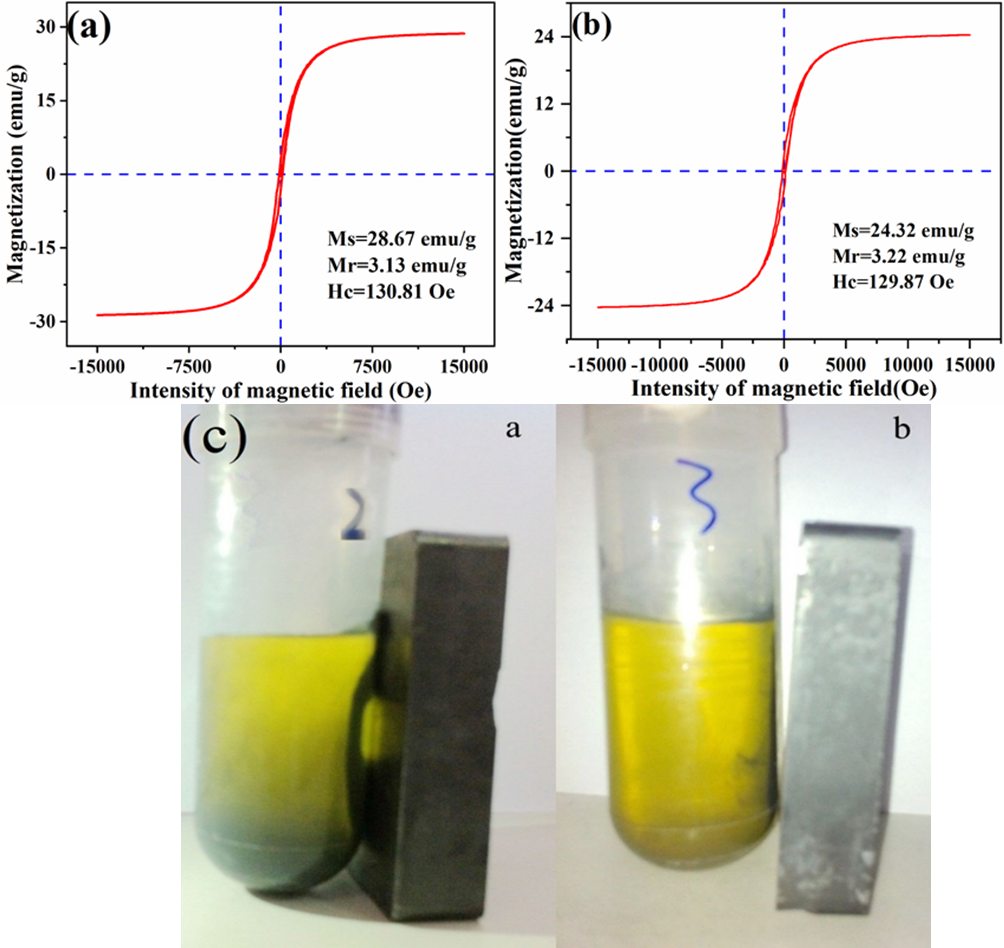 (a)
30
15
0
-15
-30
Magnetization (emu/g)
Ms=28.67 emu/g
Mr=3.13 emu/g
Hc=130.81 Oe
-15000 -7500 0 7500 15000
Intensity of magnetic field (Oe)
(b)
24
12
0
-12
-24
Magnetization(emu/g)
Ms=24.32 emu/g
Mr=3.22 emu/g
Hc=129.87 Oe
-15000 -10000 -5000 0 5000 10000 15000
Intensity of magnetic field(Oe)
(c)
a
2
b
3